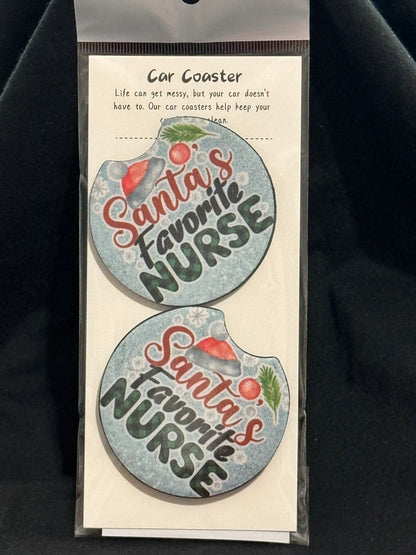 Car Coaster
Life can get messy, but your car doesn't
have to. Our car coasters help keep your
clean.
Santa's
Favorite
NURSE
Santa's
Favorite
NURSE